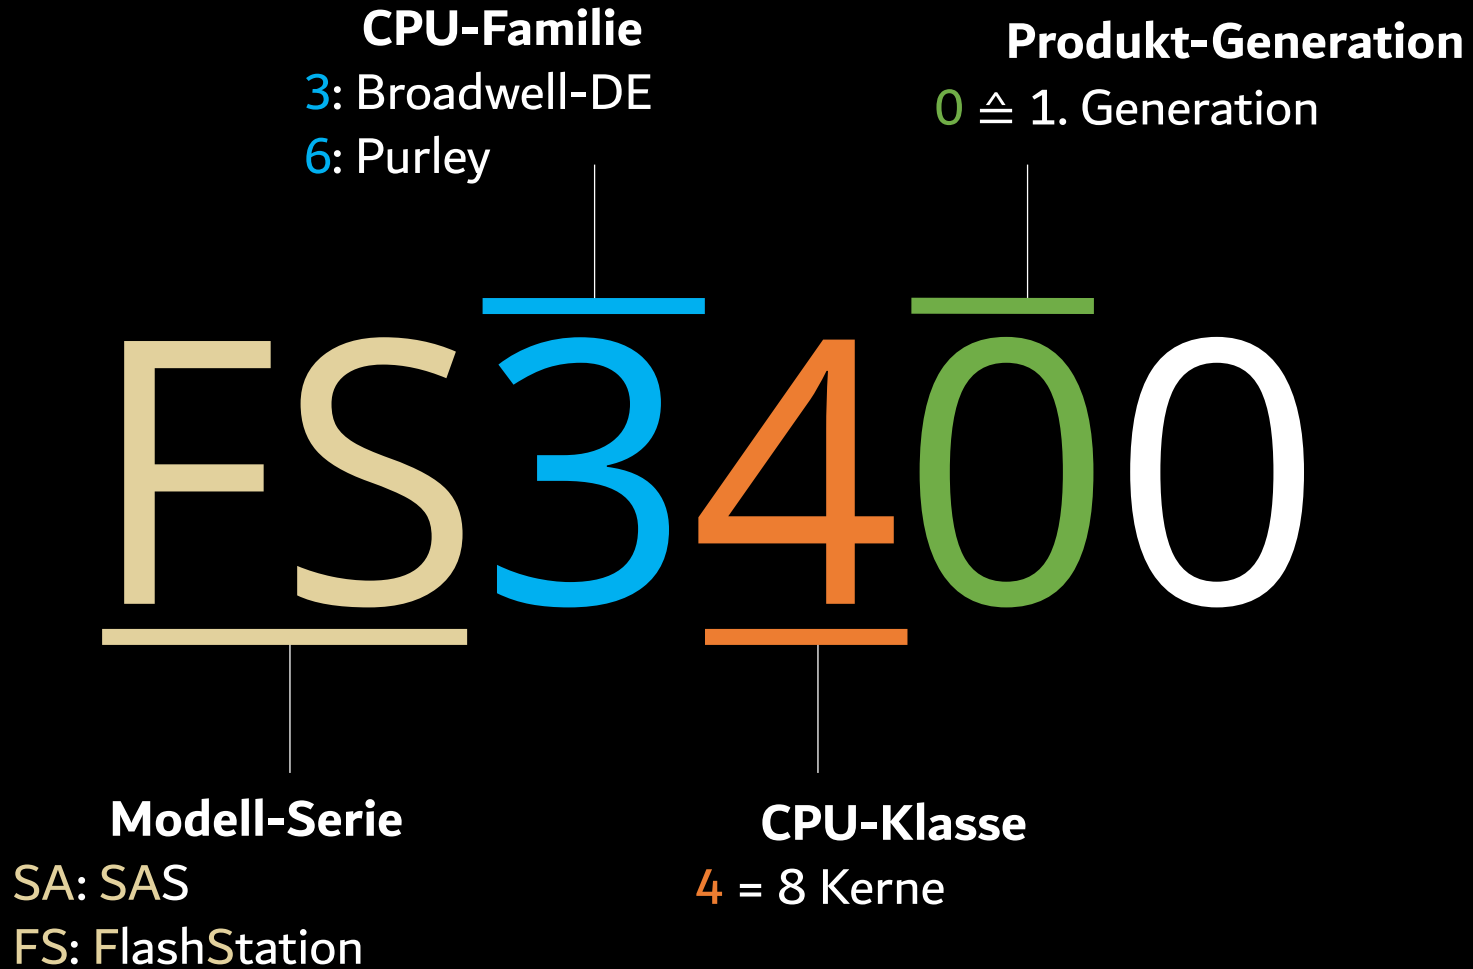 CPU-Familie
3: Broadwell-DE
6: Purley
Produkt-Generation
0 ≙ 1. Generation
FS3400
Modell-Serie
SA: SAS
FS: FlashStation
CPU-Klasse
4 = 8 Kerne